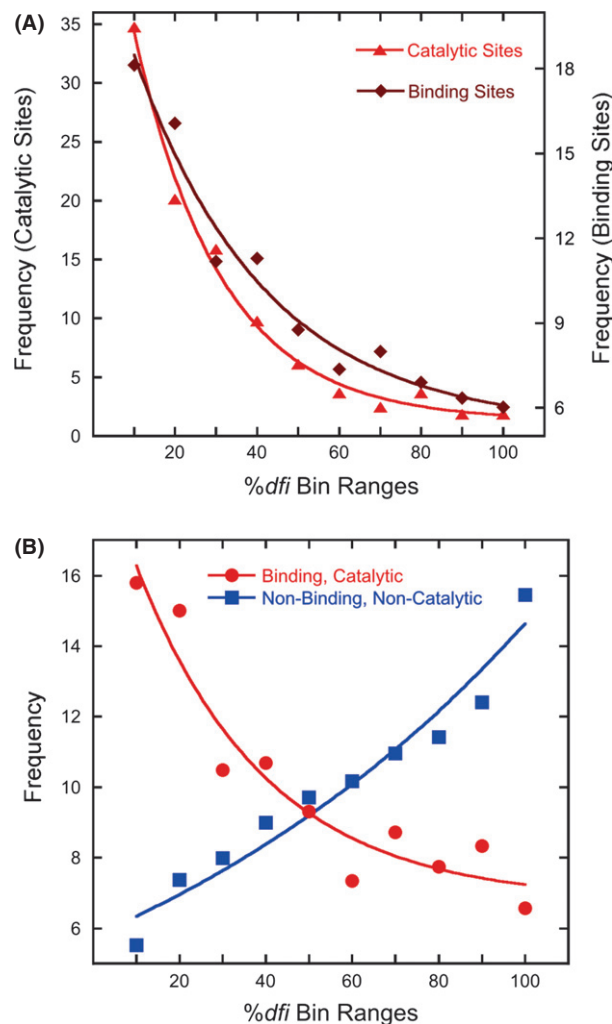 (A)
35
30
25
20
15
10
5
0
Frequency (Catalytic Sites)
Catalytic Sites
Binding Sites
18
15
12
9
6
Frequency (Binding Sites)
20 40 60 80 100
%dfi Bin Ranges
(B)
16
14
12
10
8
6
Frequency
Binding, Catalytic
Non-Binding, Non-Catalytic
20 40 60 80 100
%dfi Bin Ranges